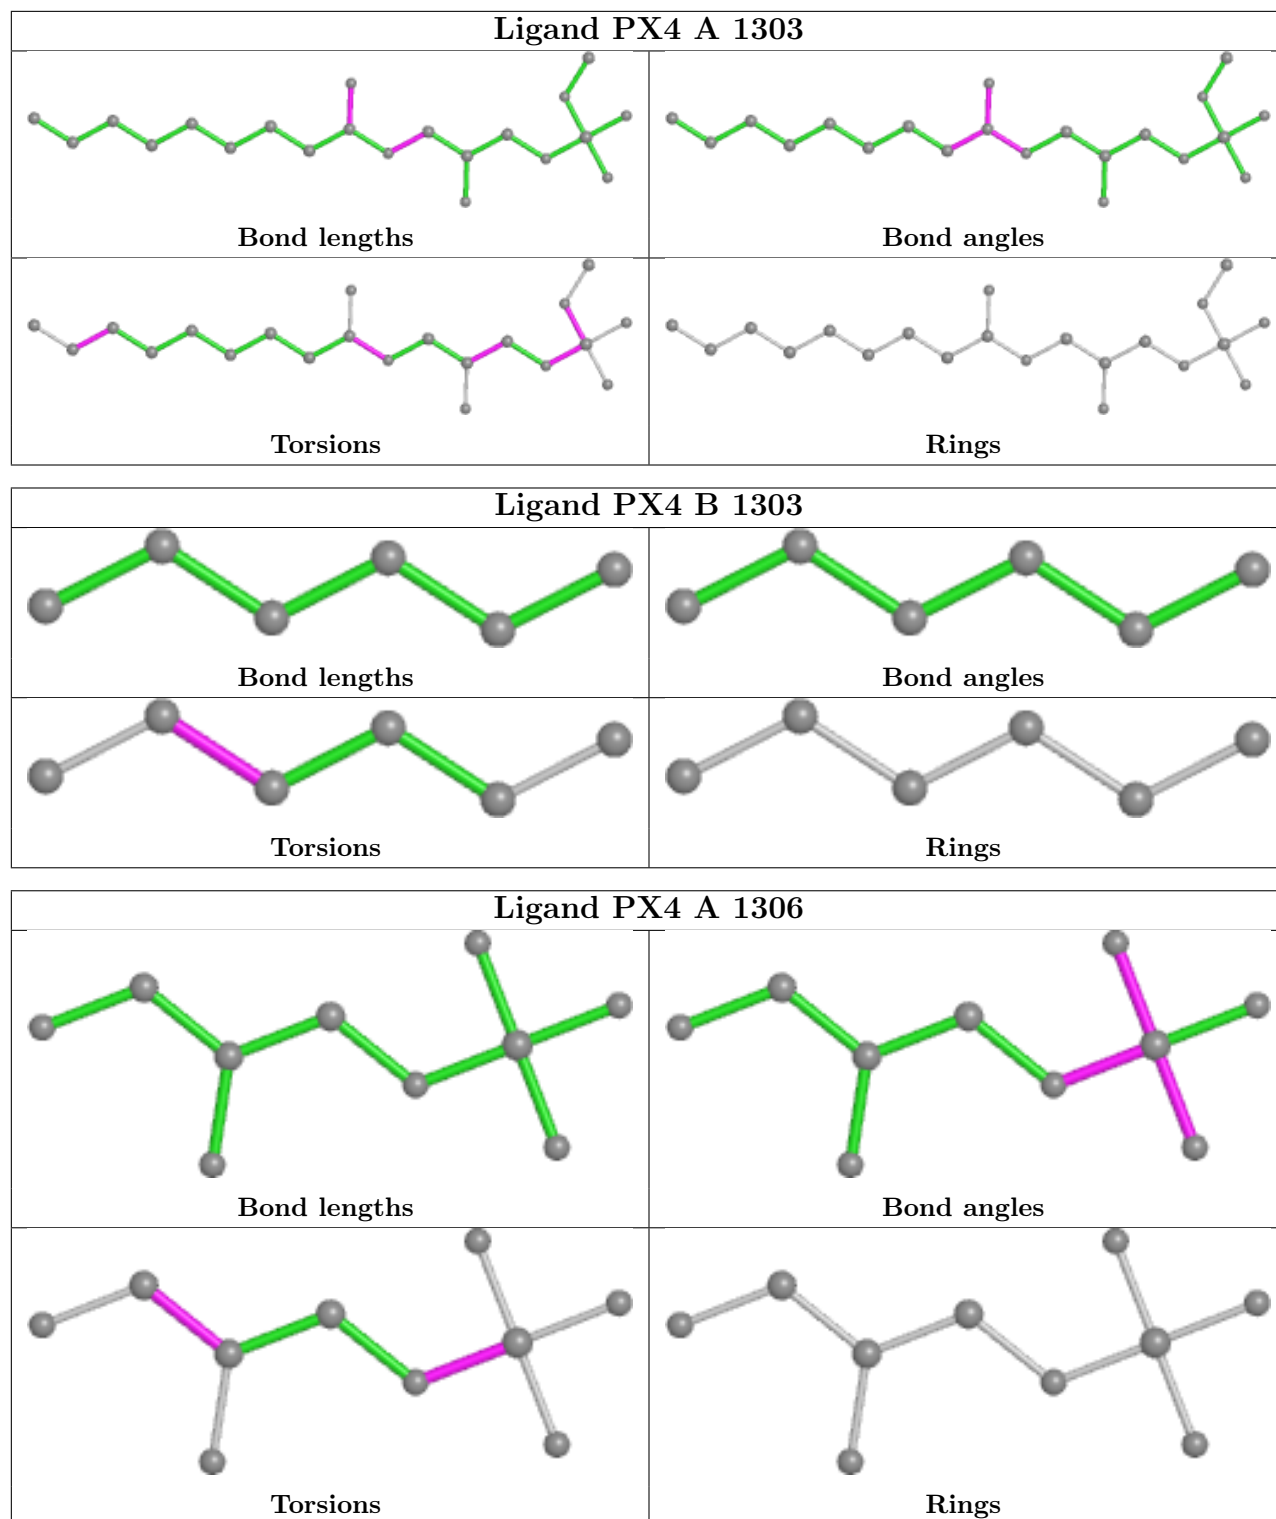 Ligand PX4 A 1303
Bond lengths
Bond angles
Torsions
Rings
Ligand PX4 B 1303
Bond lengths
Bond angles
Torsions
Rings
Ligand PX4 A 1306
Bond lengths
Bond angles
Torsions
Rings